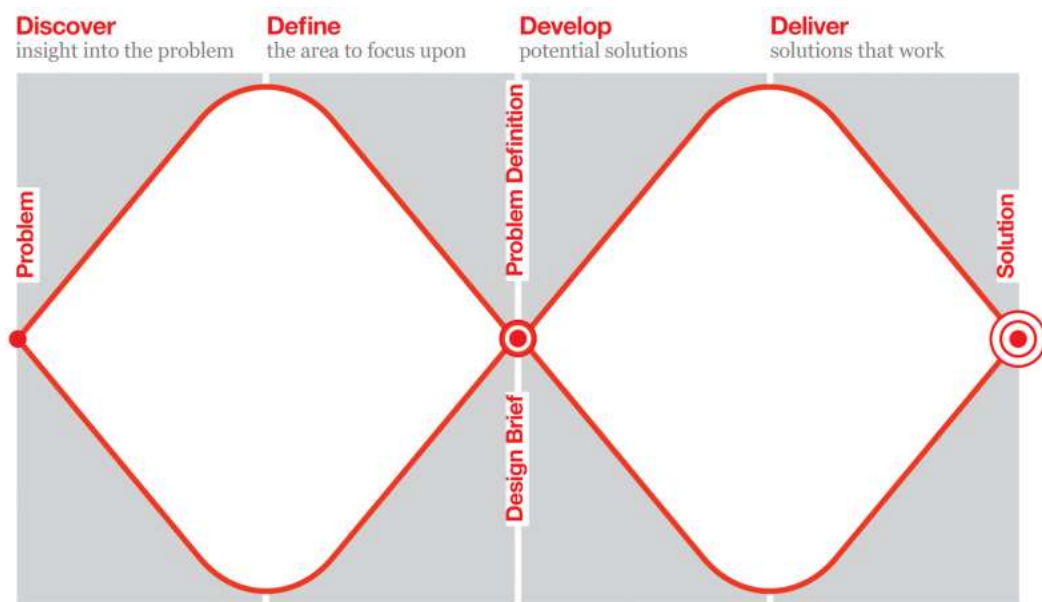 Discover
insight into the problem
Define
the area to focus upon
Develop
potential solutions
Deliver
solutions that work
Problem
Problem Definition
Design Brief
Solution